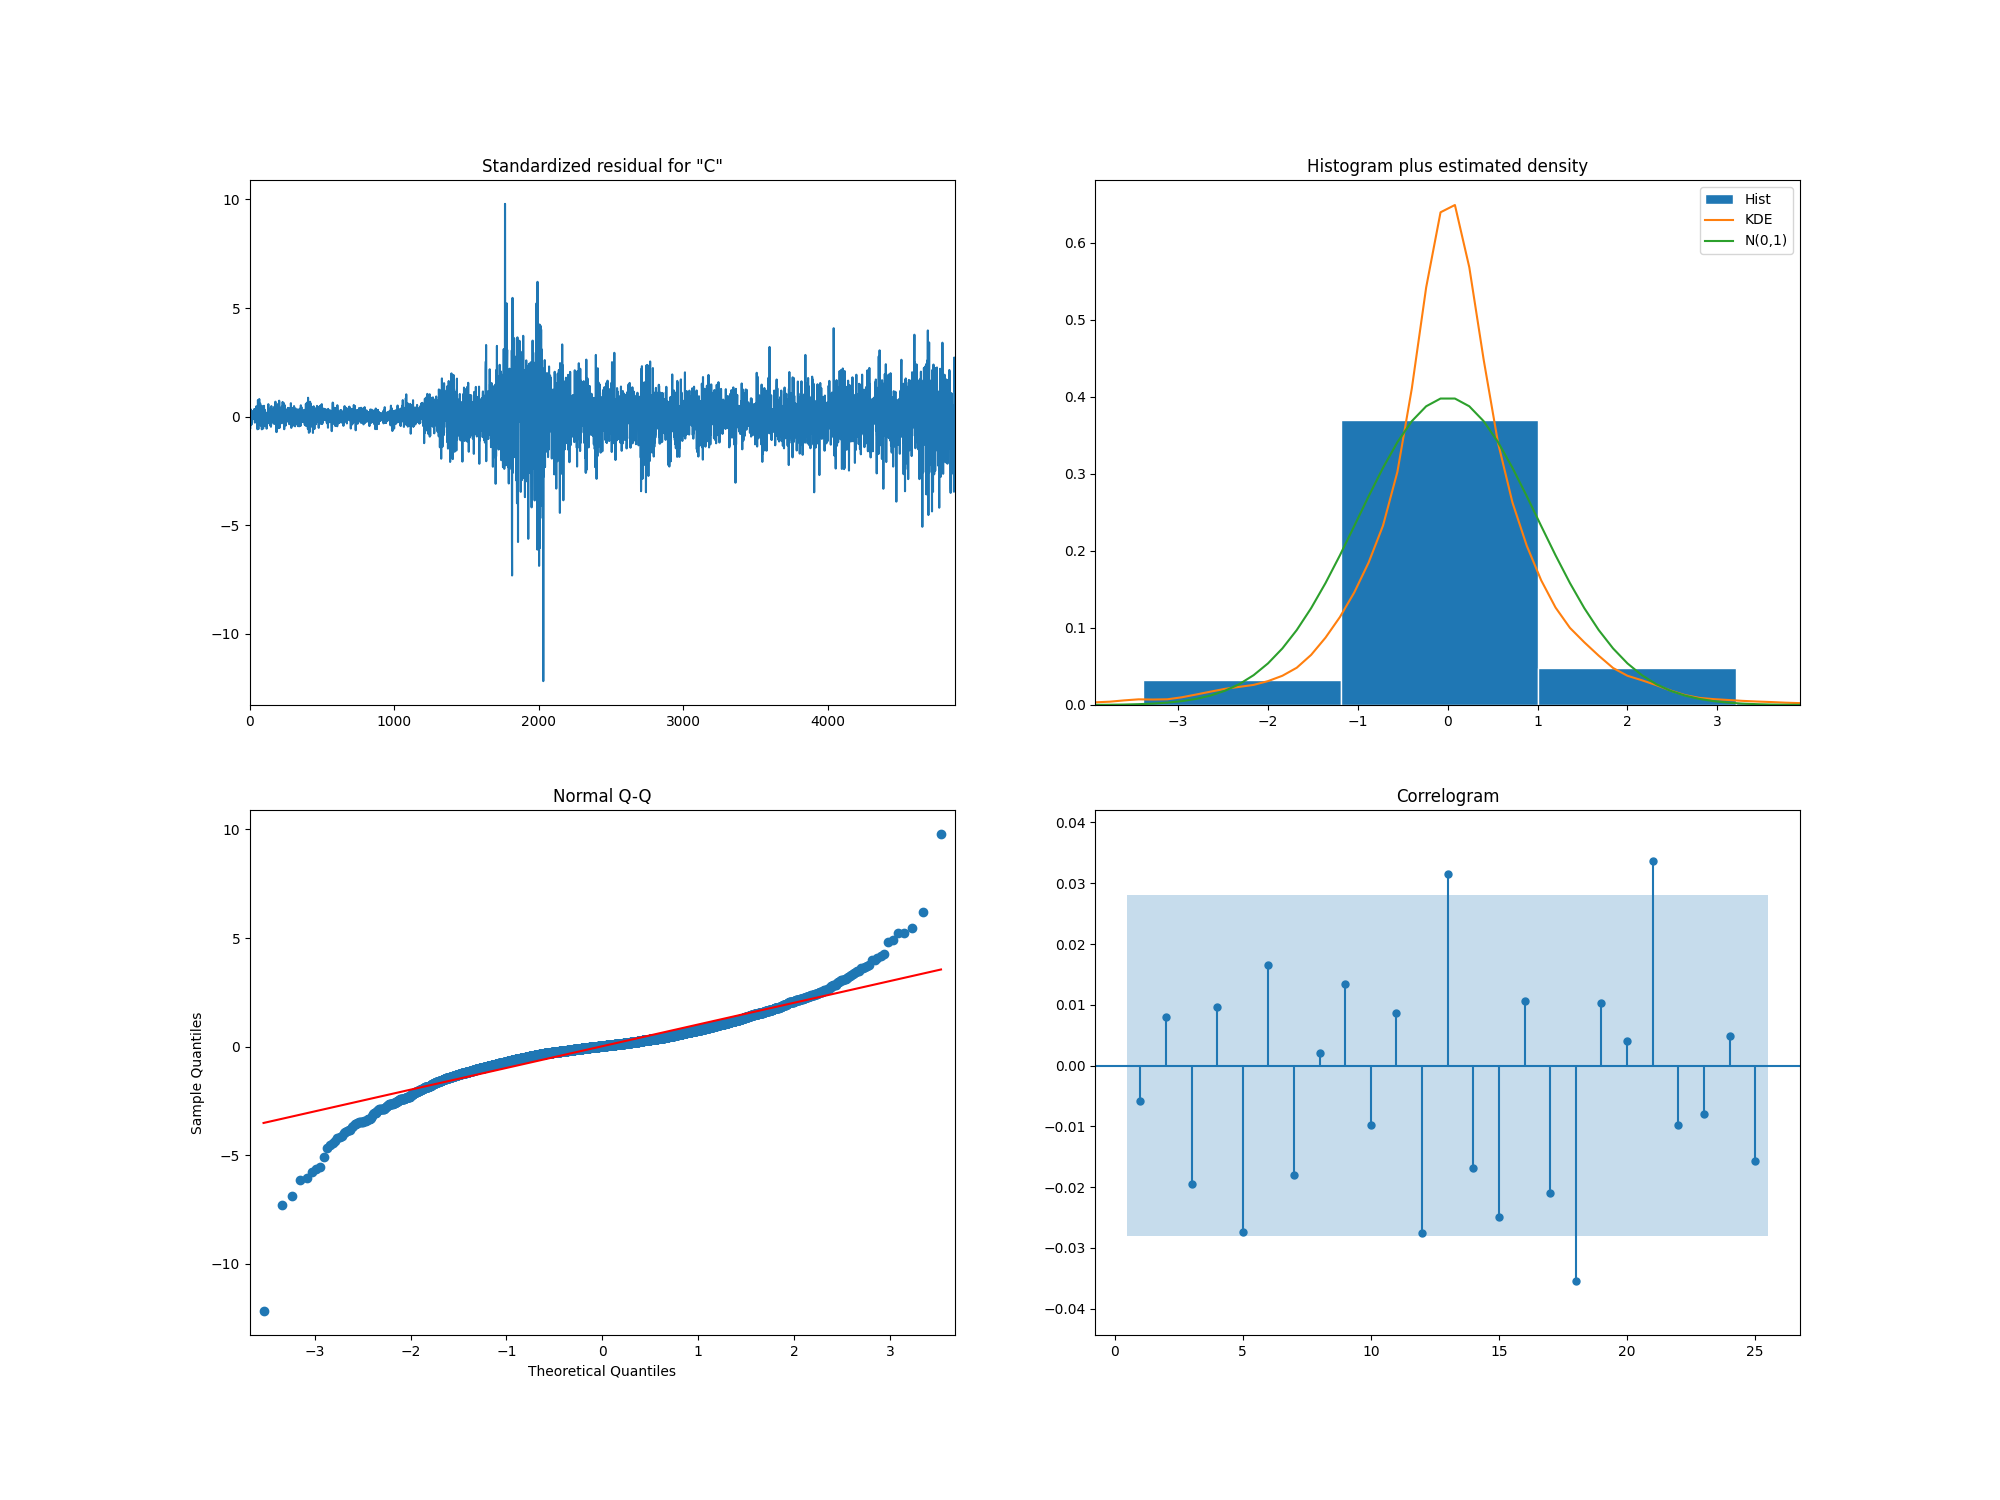 Standardized residual for "C"
10
5
0
−5
−10
0 1000 2000 3000 4000
Histogram plus estimated density
Hist
KDE
N(0,1)
0.6
0.5
0.4
0.3
0.2
0.1
0.0
−3 −2 −1 0 1 2 3
Normal Q-Q
10
5
0
−5
−10
Sample Quantiles
−3 −2 −1 0 1 2 3
Theoretical Quantiles
Correlogram
0.04
0.03
0.02
0.01
0.00
−0.01
−0.02
−0.03
−0.04
0 5 10 15 20 25